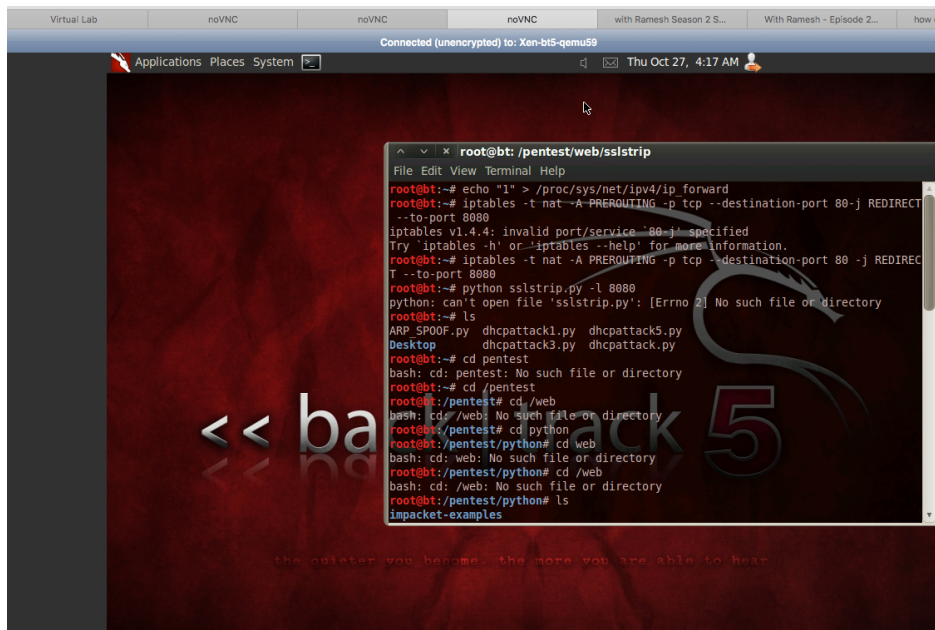 Virtual Lab
noVNC
noVNC
noVNC
with Ramesh Season 2 S...
With Ramesh - Episode 2...
how
Connected (unencrypted) to: Xen-bt5-qemu59
Applications Places System
Thu Oct 27, 4:17 AM
root@bt: /pentest/web/sslstrip
File Edit View Terminal Help
root@bt:~# echo "1" > /proc/sys/net/ipv4/ip_forward
root@bt:~# iptables -t nat -A PREROUTING -p tcp --destination-port 80-j REDIRECT
--to-port 8080
iptables v1.4.4: invalid port/service `80-j' specified
Try `iptables -h' or 'iptables --help' for more information.
root@bt:~# iptables -t nat -A PREROUTING -p tcp --destination-port 80 -j REDIREC
T --to-port 8080
root@bt:~# python sslstrip.py -l 8080
python: can't open file 'sslstrip.py': [Errno 2] No such file or directory
root@bt:~# ls
ARP_SPOOF.py dhcpattack1.py dhcpattack5.py
Desktop dhcpattack3.py dhcpattack.py
root@bt:~# cd pentest
bash: cd: pentest: No such file or directory
root@bt:~# cd /pentest
root@bt:/pentest# cd /web
bash: cd: /web: No such file or directory
root@bt:/pentest# cd python
root@bt:/pentest/python# cd web
bash: cd: web: No such file or directory
root@bt:/pentest/python# cd /web
bash: cd: /web: No such file or directory
root@bt:/pentest/python# ls
impacket-examples
<< back | track 5
the quieter you become, the more you are able to hear